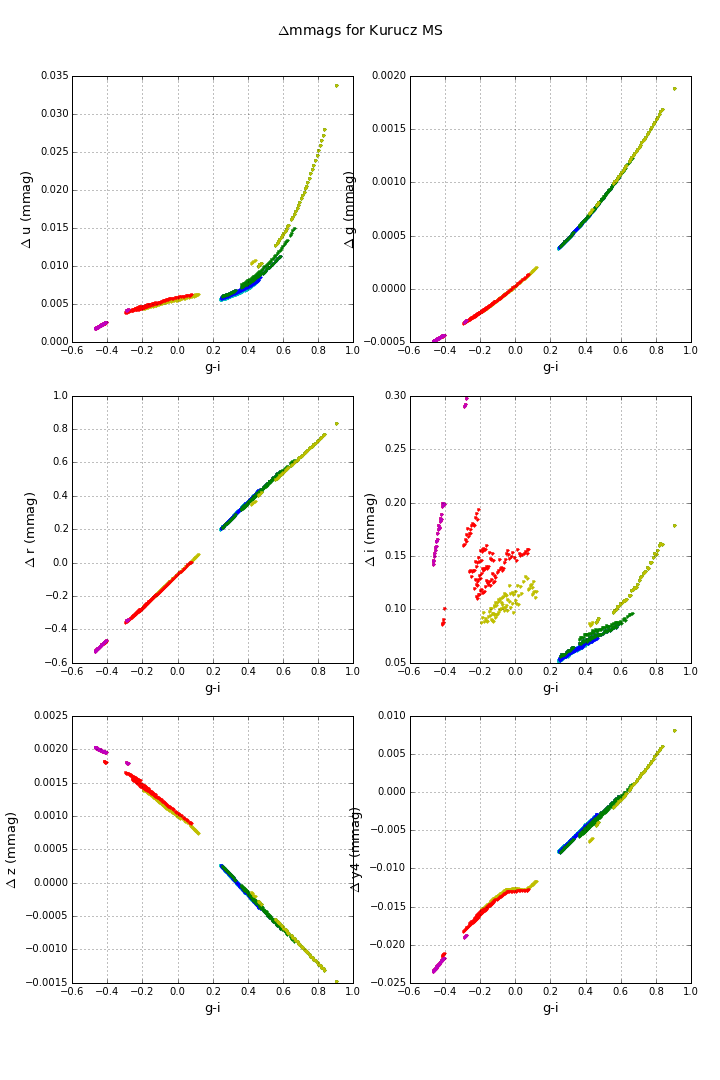 Δmmags for Kurucz MS
0.035
0.030
0.025
0.020
0.015
0.010
0.005
0.000
Δ u (mmag)
−0.6 −0.4 −0.2 0.0 0.2 0.4 0.6 0.8 1.0
g-i
0.0020
0.0015
0.0010
0.0005
0.0000
−0.0005
Δ g (mmag)
−0.6 −0.4 −0.2 0.0 0.2 0.4 0.6 0.8 1.0
g-i
1.0
0.8
0.6
0.4
0.2
0.0
−0.2
−0.4
−0.6
Δ r (mmag)
−0.6 −0.4 −0.2 0.0 0.2 0.4 0.6 0.8 1.0
g-i
0.30
0.25
0.20
0.15
0.10
0.05
Δ i (mmag)
−0.6 −0.4 −0.2 0.0 0.2 0.4 0.6 0.8 1.0
g-i
0.0025
0.0020
0.0015
0.0010
0.0005
0.0000
−0.0005
−0.0010
−0.0015
Δ z (mmag)
−0.6 −0.4 −0.2 0.0 0.2 0.4 0.6 0.8 1.0
g-i
0.010
0.005
0.000
−0.005
−0.010
−0.015
−0.020
−0.025
Δ y4 (mmag)
−0.6 −0.4 −0.2 0.0 0.2 0.4 0.6 0.8 1.0
g-i